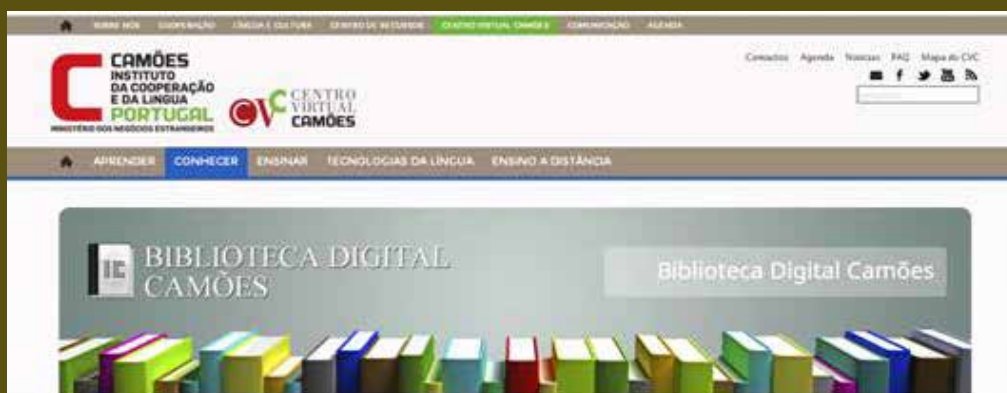 SOBRE NÓS COOPERAÇÃO LÍNGUA E CULTURA CENTRO DE RECURSOS CENTRO VIRTUAL CAMÕES COMUNICAÇÃO AGENDA
Contactos Agenda Notícias FAQ Mapa do CVC
CAMÕES
INSTITUTO
DA COOPERAÇÃO
E DA LÍNGUA
PORTUGAL
MINISTÉRIO DOS NEGÓCIOS ESTRANGEIROS
CVC CENTRO
VIRTUAL
CAMÕES
APRENDER CONHECER ENSINAR TECNOLOGIAS DA LÍNGUA ENSINO A DISTÂNCIA
BIBLIOTECA DIGITAL
CAMÕES
Biblioteca Digital Camões